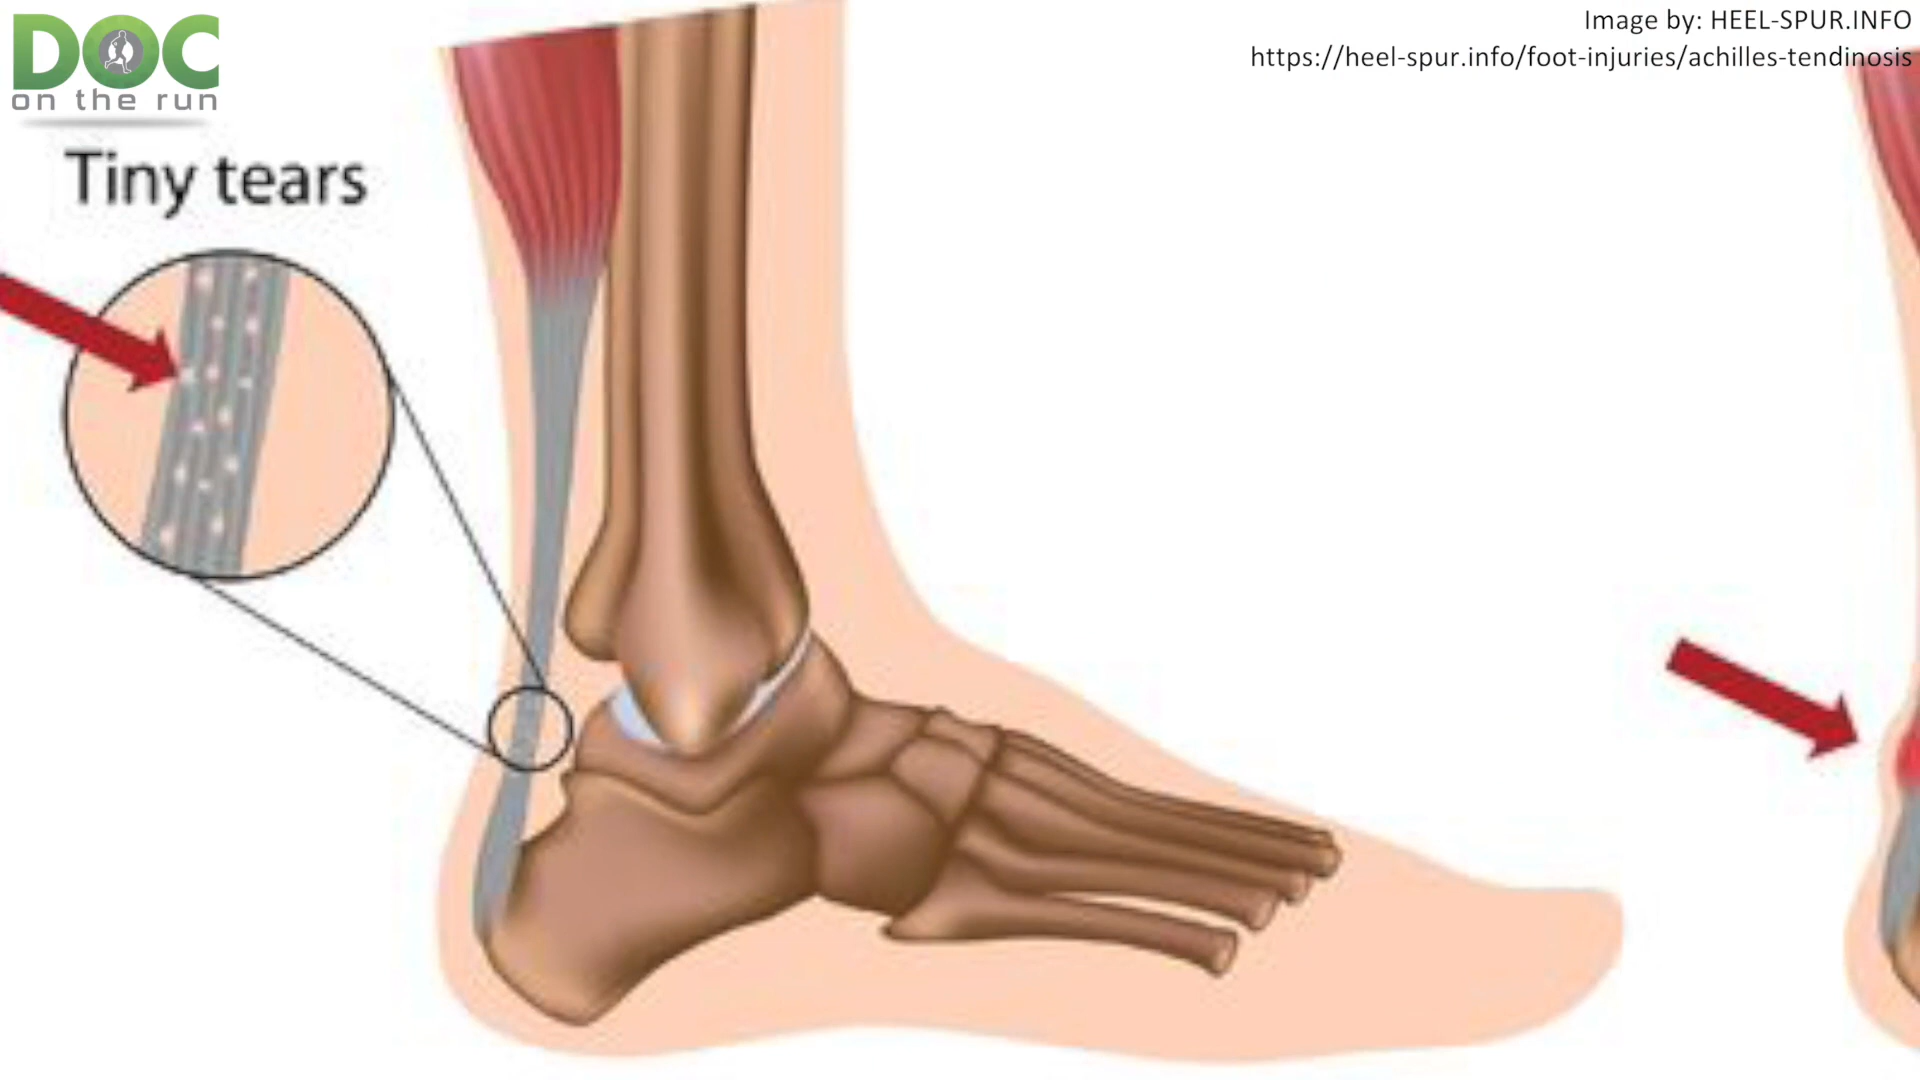 DOC
on the run
Image by: HEEL-SPUR.INFO
https://heel-spur.info/foot-injuries/achilles-tendinosis
Tiny tears